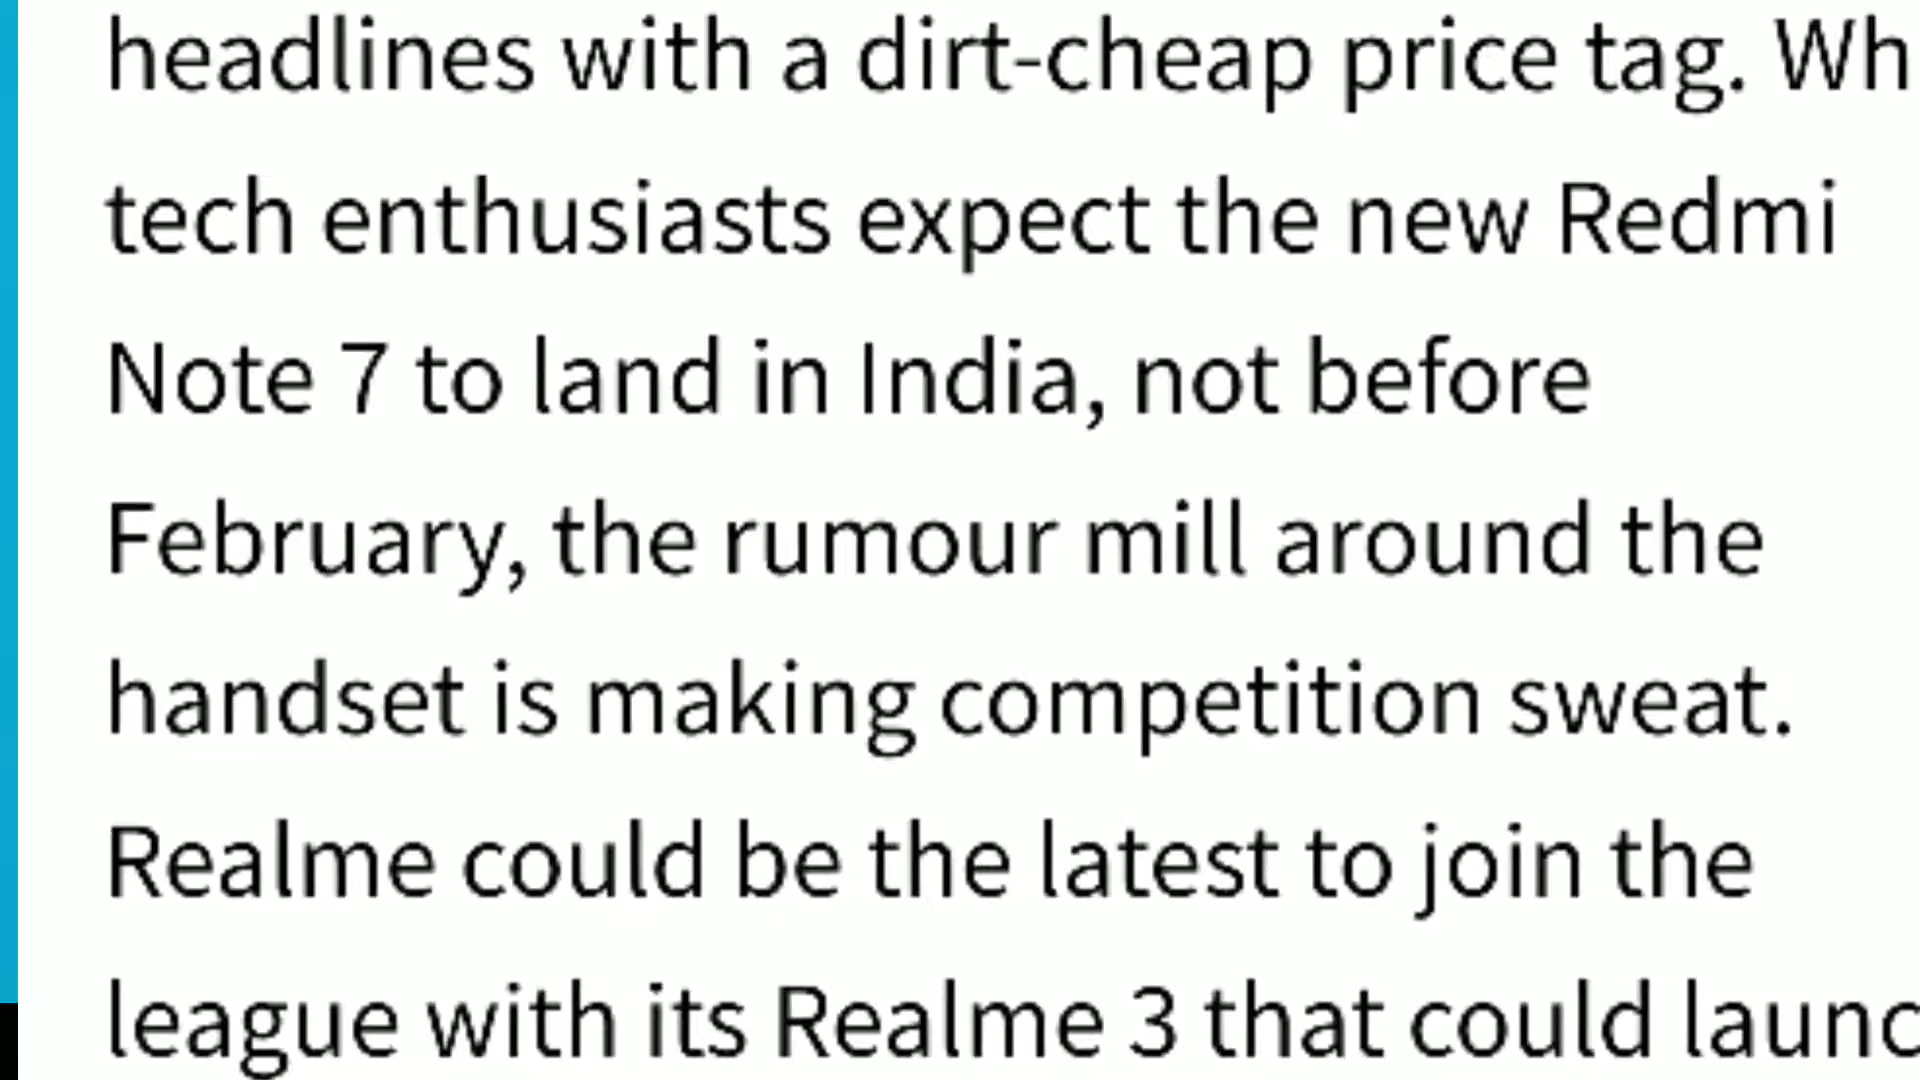 headlines with a dirt-cheap price tag. Wh
tech enthusiasts expect the new Redmi
Note 7 to land in India, not before
February, the rumour mill around the
handset is making competition sweat.
Realme could be the latest to join the
league with its Realme 3 that could launc